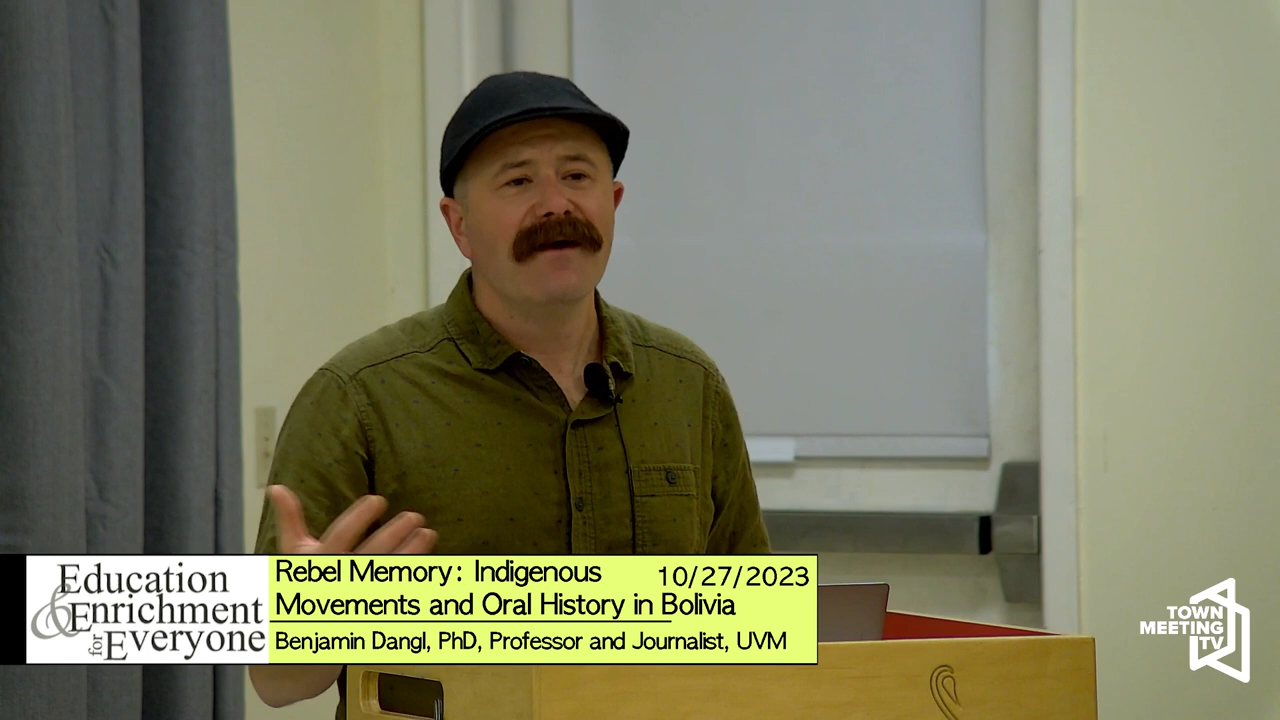 Education
& Enrichment
for Everyone
Rebel Memory: Indigenous
10/27/2023
Movements and Oral History in Bolivia
Benjamin Dangl, PhD, Professor and Journalist, UVM
TOWN
MEETING
TV